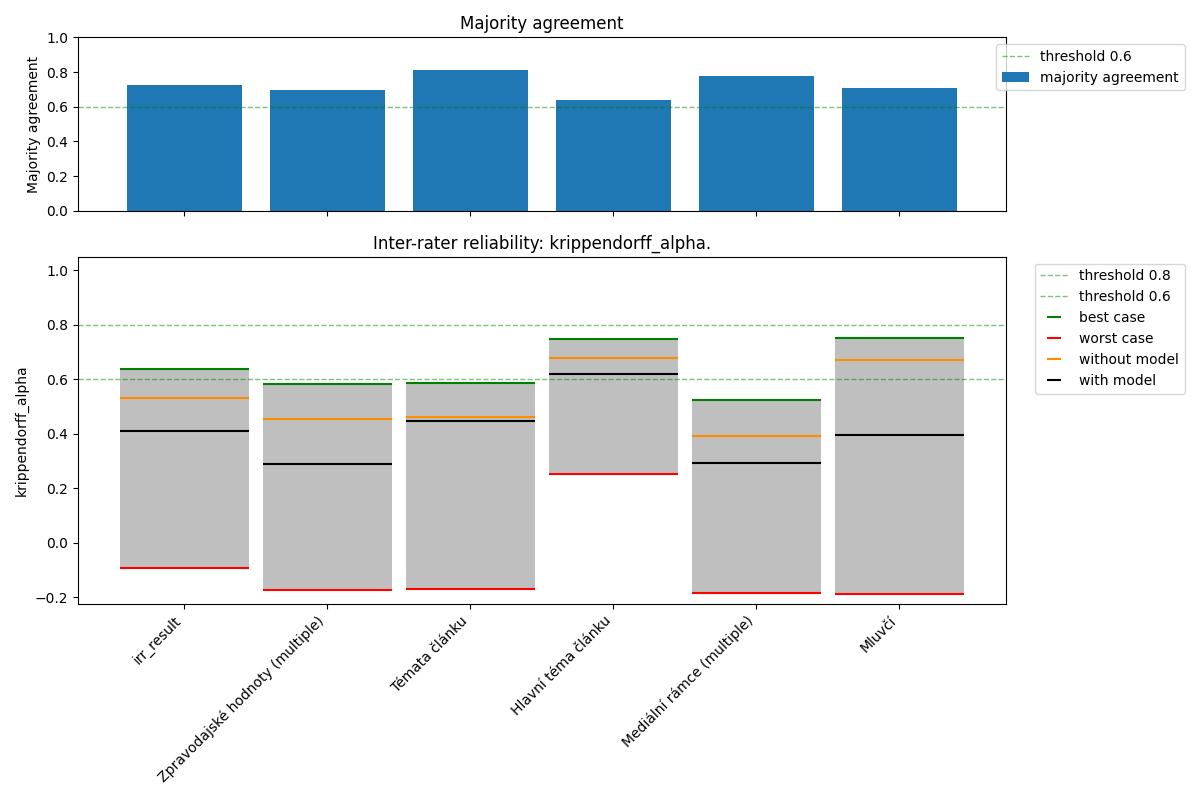 Majority agreement
Majority agreement
1.0
0.8
0.6
0.4
0.2
0.0
threshold 0.6
majority agreement
Inter-rater reliability: krippendorff_alpha.
krippendorff_alpha
1.0
0.8
0.6
0.4
0.2
0.0
−0.2
threshold 0.8
threshold 0.6
best case
worst case
without model
with model
irr_result
Zpravodajské hodnoty (multiple)
Témata článku
Hlavní téma článku
Mediální rámce (multiple)
Mluvčí